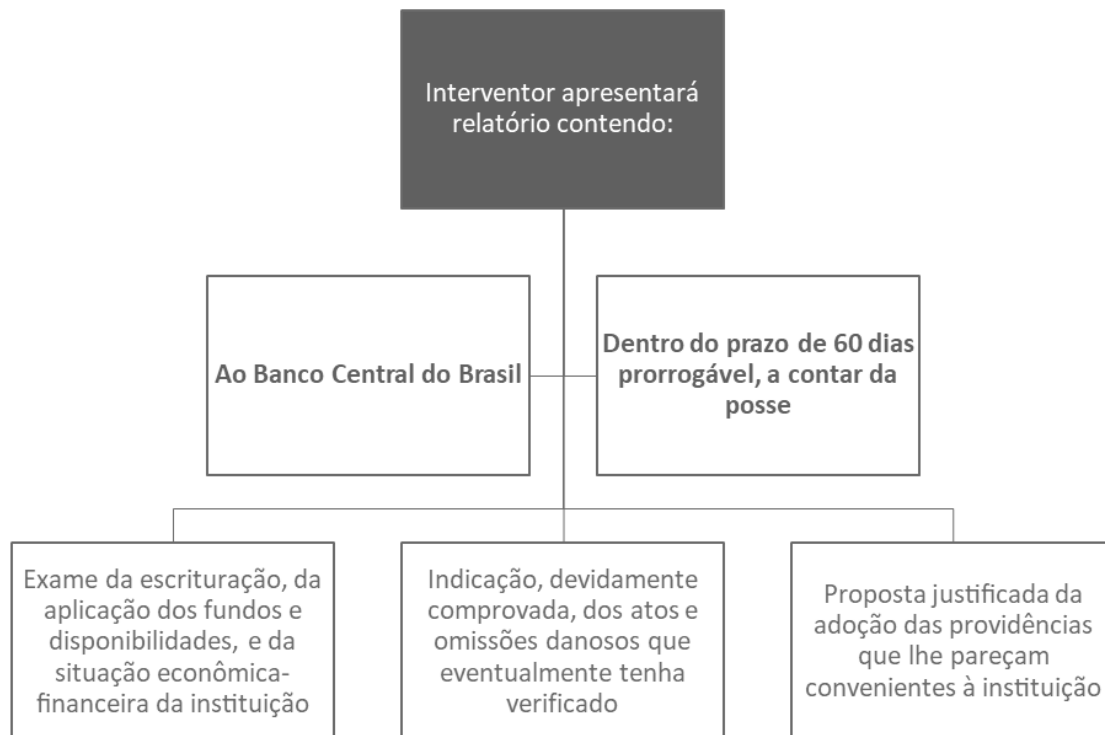 Interventor apresentará
relatório contendo:
Ao Banco Central do Brasil
Dentro do prazo de 60 dias
prorrogável, a contar da
posse
Exame da escrituração, da
aplicação dos fundos e
disponibilidades, e da
situação econômica-
financeira da instituição
Indicação, devidamente
comprovada, dos atos e
omissões danosos que
eventualmente tenha
verificado
Proposta justificada da
adoção das providências
que lhe pareçam
convenientes à instituição